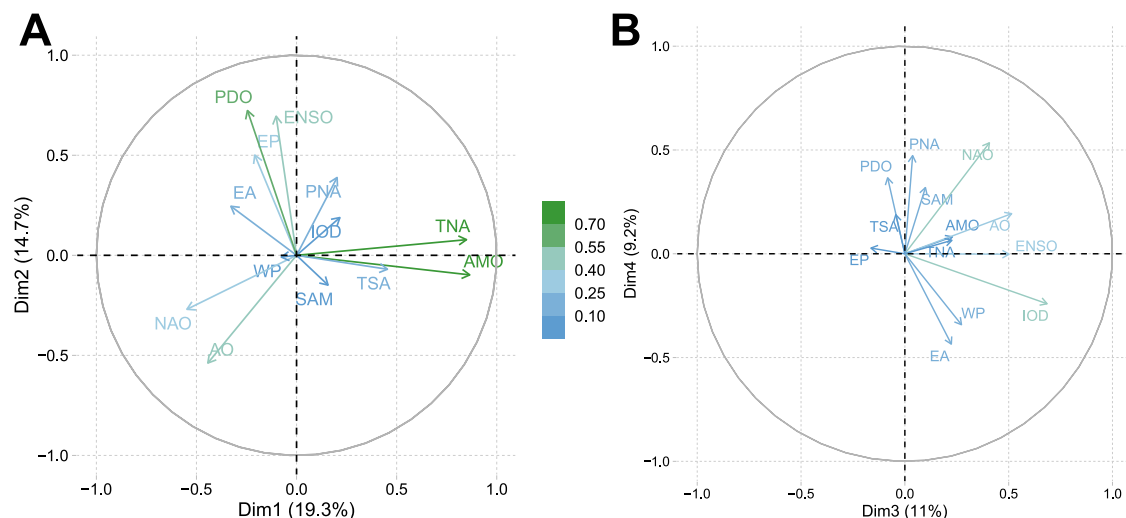 A
1.0
PDO
ENSO
EP
0.5
EA
PNA
IOD
TNA
0.0
WP
AMO
TSA
SAM
NAO
−0.5
AO
−1.0
−1.0
−0.5
0.0
0.5
1.0
Dim1 (19.3%)
Dim2 (14.7%)
0.70
0.55
0.40
0.25
0.10
B
1.0
0.5
PNA
NAO
PDO
SAM
TSA
AMO
AO
ENSO
0.0
EP
TNA
IOD
WP
EA
−0.5
−1.0
−1.0
−0.5
0.0
0.5
1.0
Dim3 (11%)
Dim4 (9.2%)